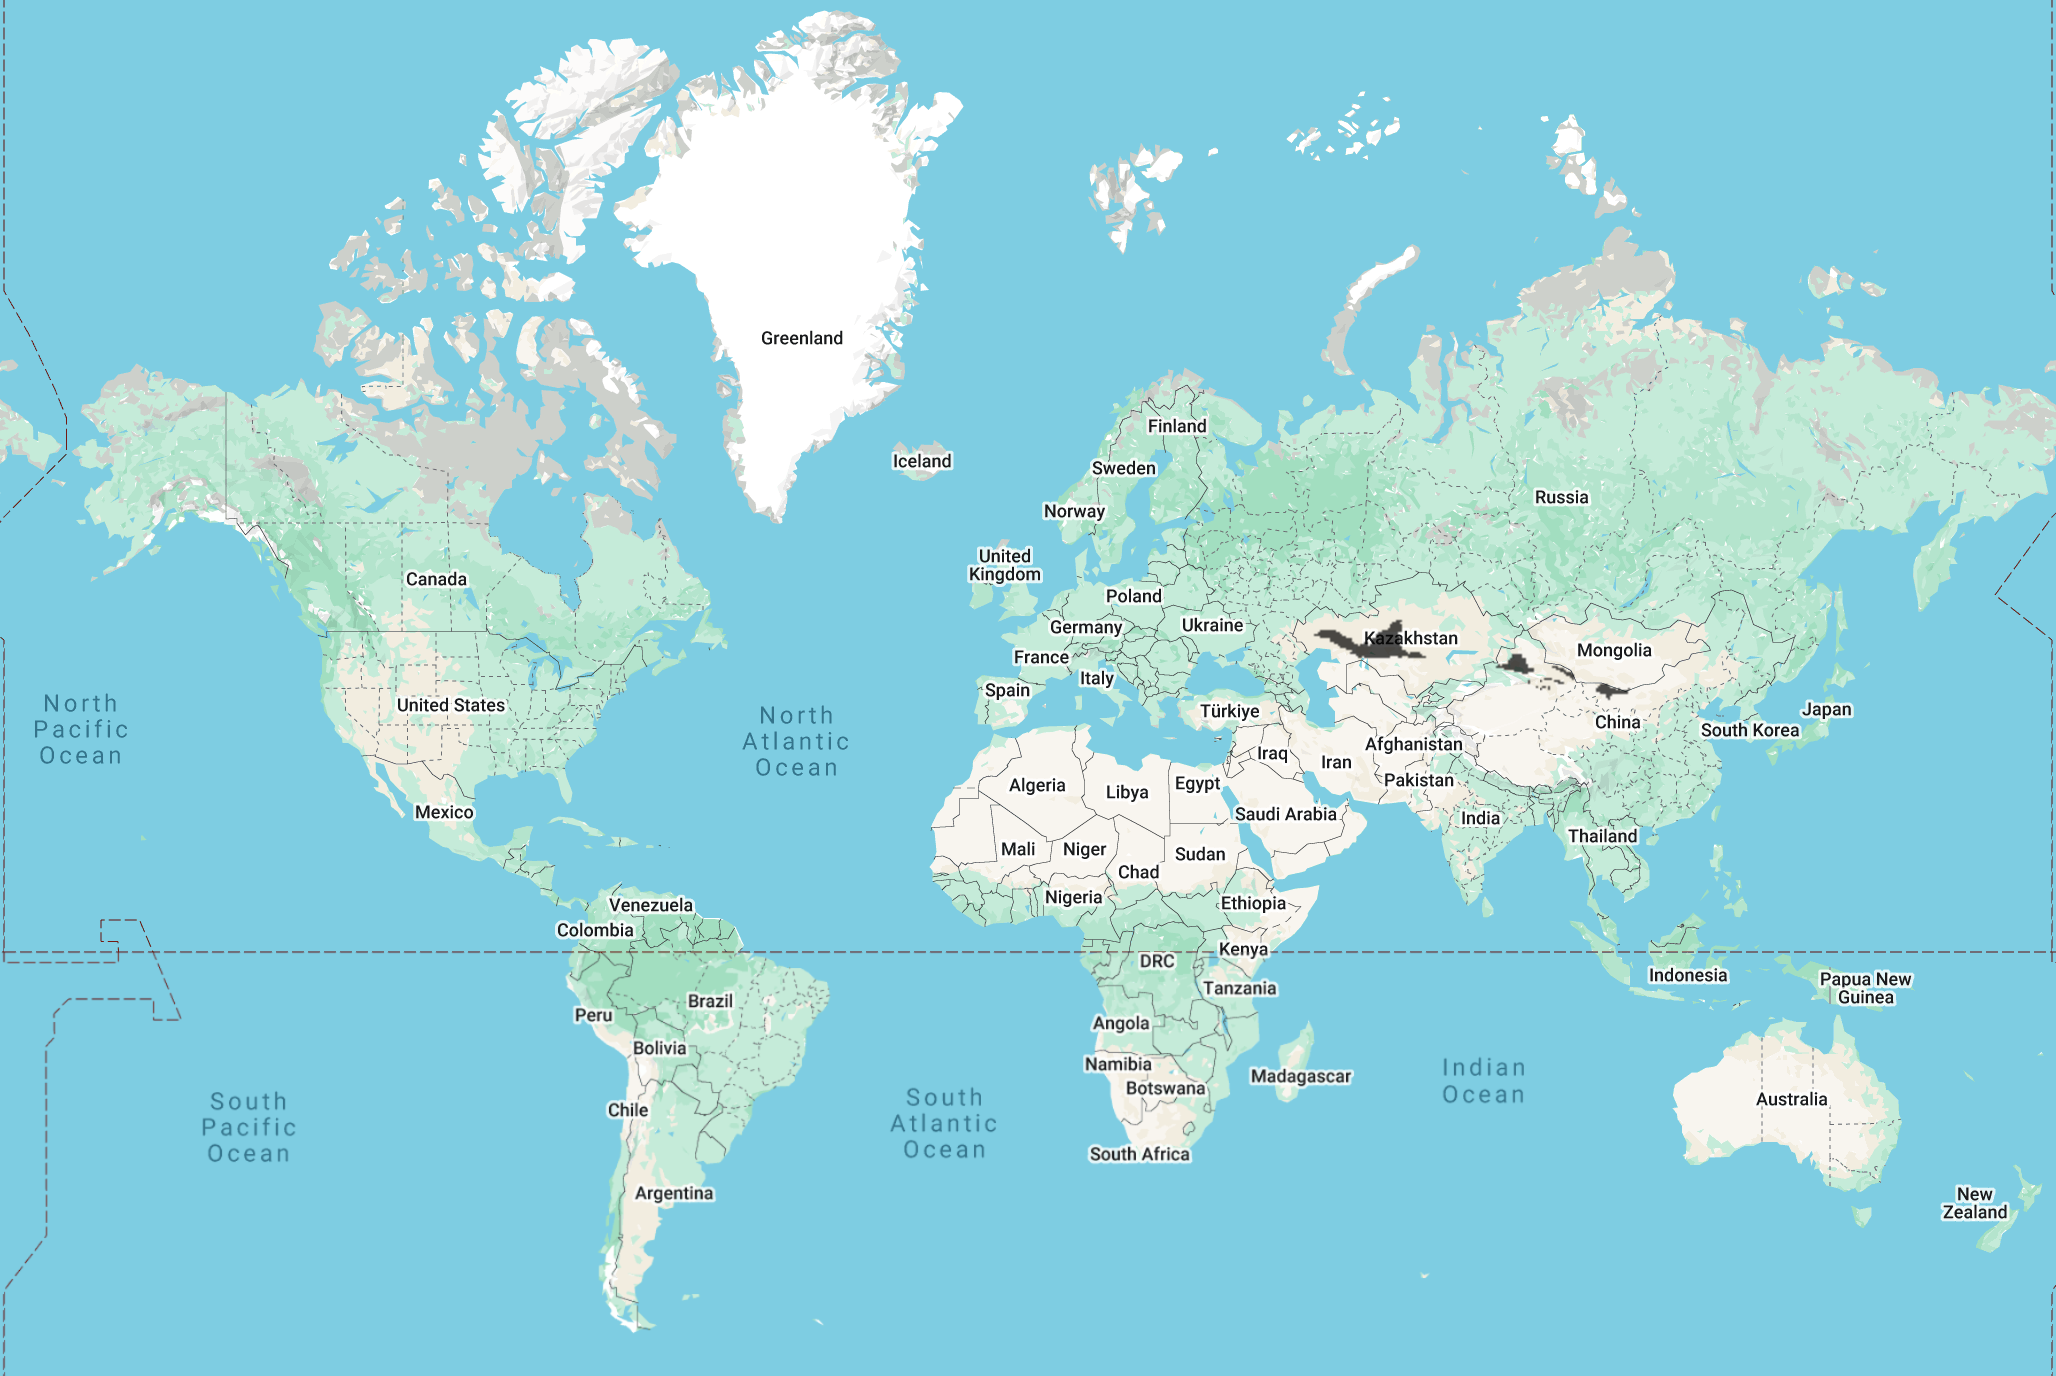 Greenland
Finland
Iceland
Sweden
Russia
Norway
United
Kingdom
Canada
Poland
Ukraine
Germany
Kazakhstan
Mongolia
France
Italy
Spain
North
Pacific
Ocean
United States
North
Atlantic
Ocean
Türkiye
China
Japan
South Korea
Afghanistan
Iraq
Iran
Pakistan
Algeria
Libya
Egypt
Mexico
Saudi Arabia
India
Thailand
Mali
Niger
Sudan
Chad
Nigeria
Ethiopia
Venezuela
Colombia
Kenya
DRC
Indonesia
Papua New
Guinea
Tanzania
Brazil
Peru
Angola
Bolivia
Namibia
Botswana
Madagascar
Indian
Ocean
Australia
Chile
South
Pacific
Ocean
South
Atlantic
Ocean
South Africa
Argentina
New
Zealand